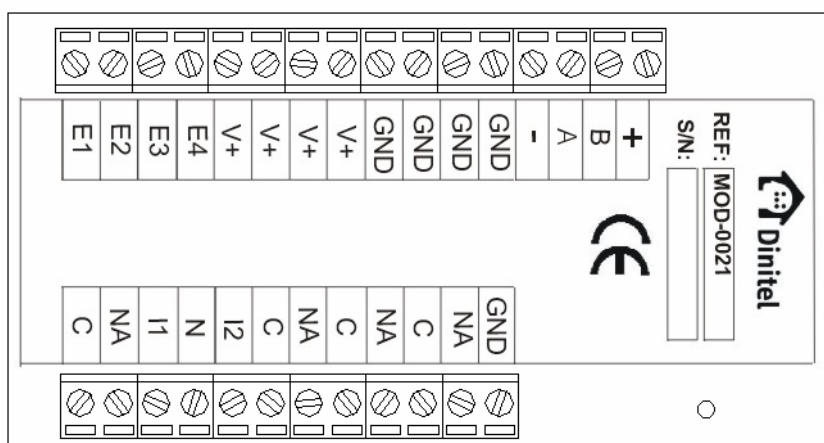 E1 E2 E3 E4 V+ V+ V+ V+ GND GND GND GND - A B +
S/N:
REF: MOD-0021
Dinitel
CE
C NA I1 N I2 C NA C NA C NA GND